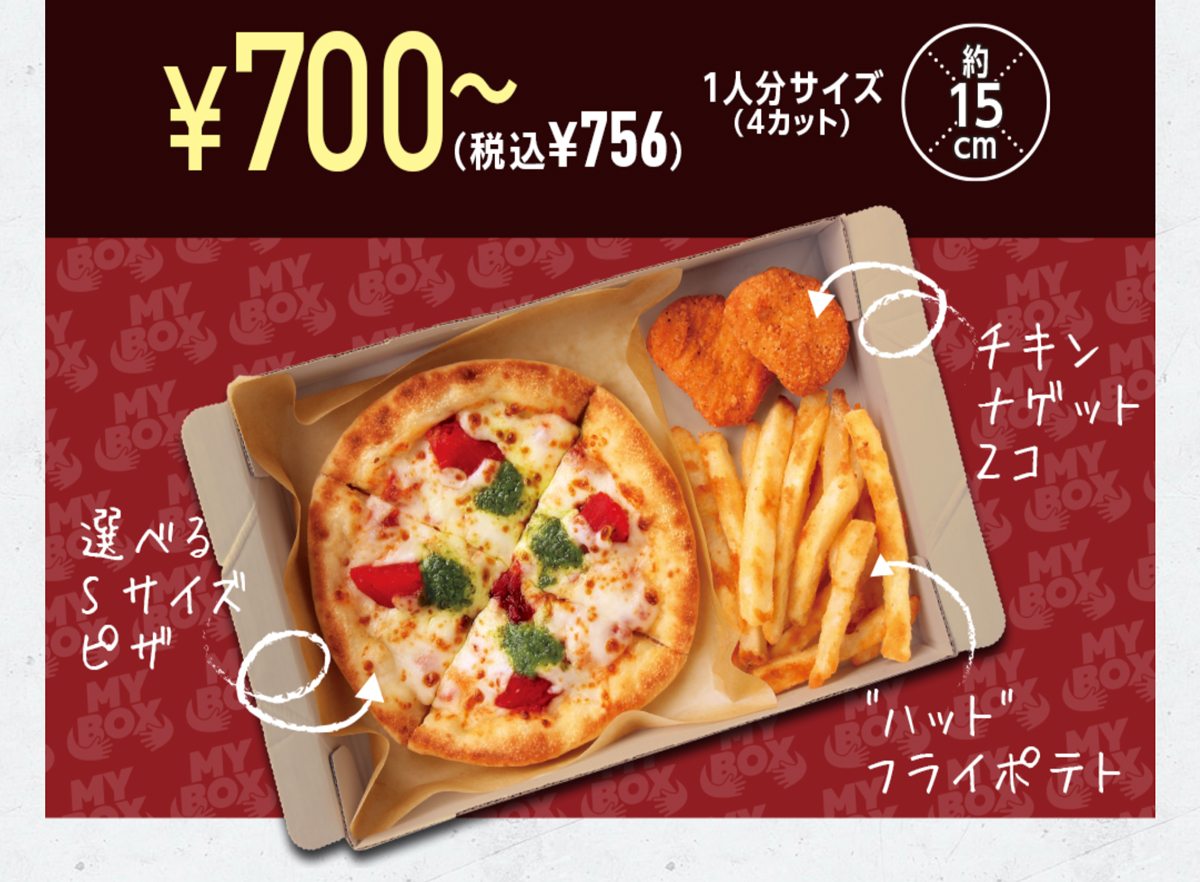 ¥700～
(税込¥756)
1人分サイズ
(4カット)
約
15
cm
チキン
ナゲット
2コ
選べる
Sサイズ
ピザ
"ハット"
フライポテト
MY
BOX